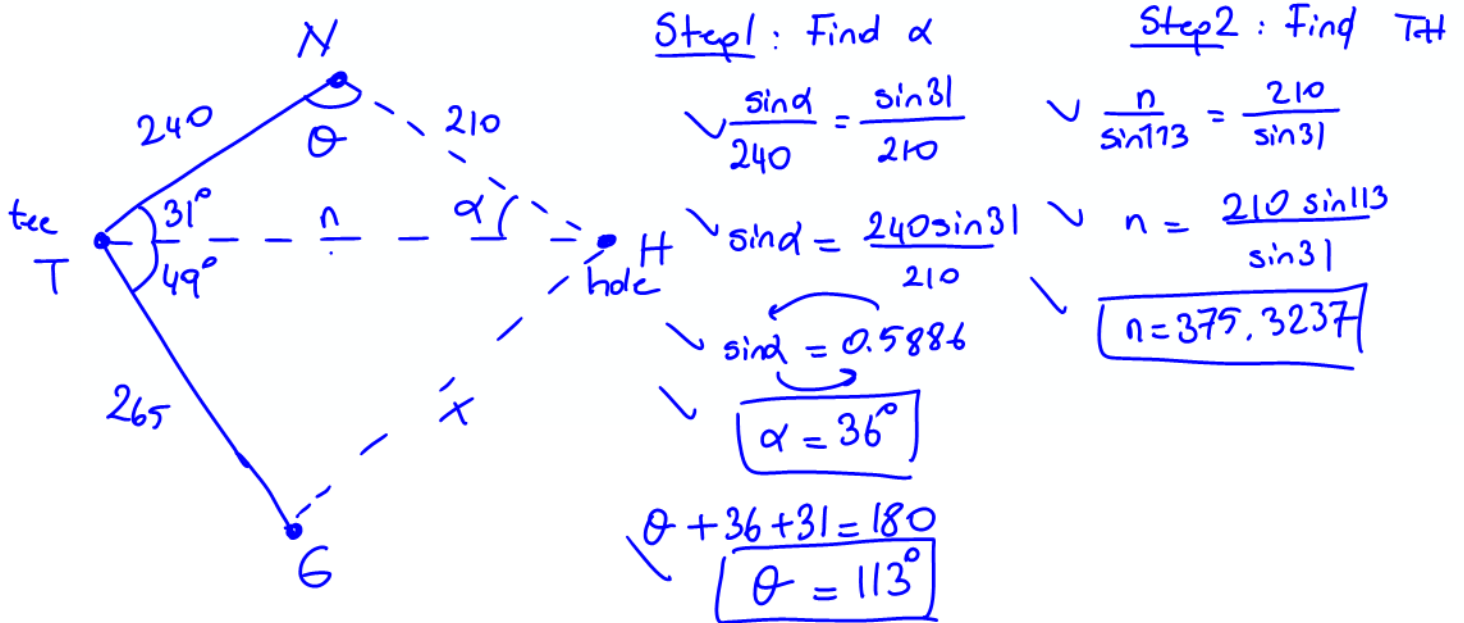 N
240
210
θ
tee
T
31°
n
α
H
hole
49°
265
x
G
Step1 : Find α
sinα/240 = sin31/210
sinα = 240sin31/210
sinα = 0.5886
α = 36°
θ + 36 + 31 = 180
θ = 113°
Step2 : Find TH
n/sin113 = 210/sin31
n = 210 sin113/sin31
n = 375.3237